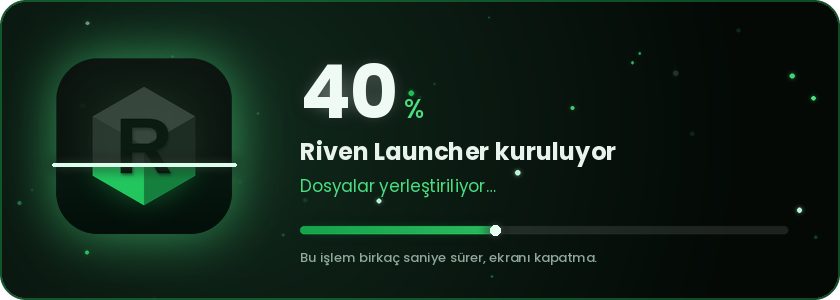 R
40 %
Riven Launcher kuruluyor
Dosyalar yerleştiriliyor...
Bu işlem birkaç saniye sürer, ekranı kapatma.